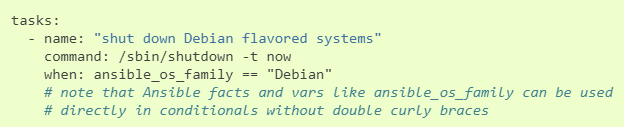 tasks:
  - name: "shut down Debian flavored systems"
    command: /sbin/shutdown -t now
    when: ansible_os_family == "Debian"
    # note that Ansible facts and vars like ansible_os_family can be used
    # directly in conditionals without double curly braces